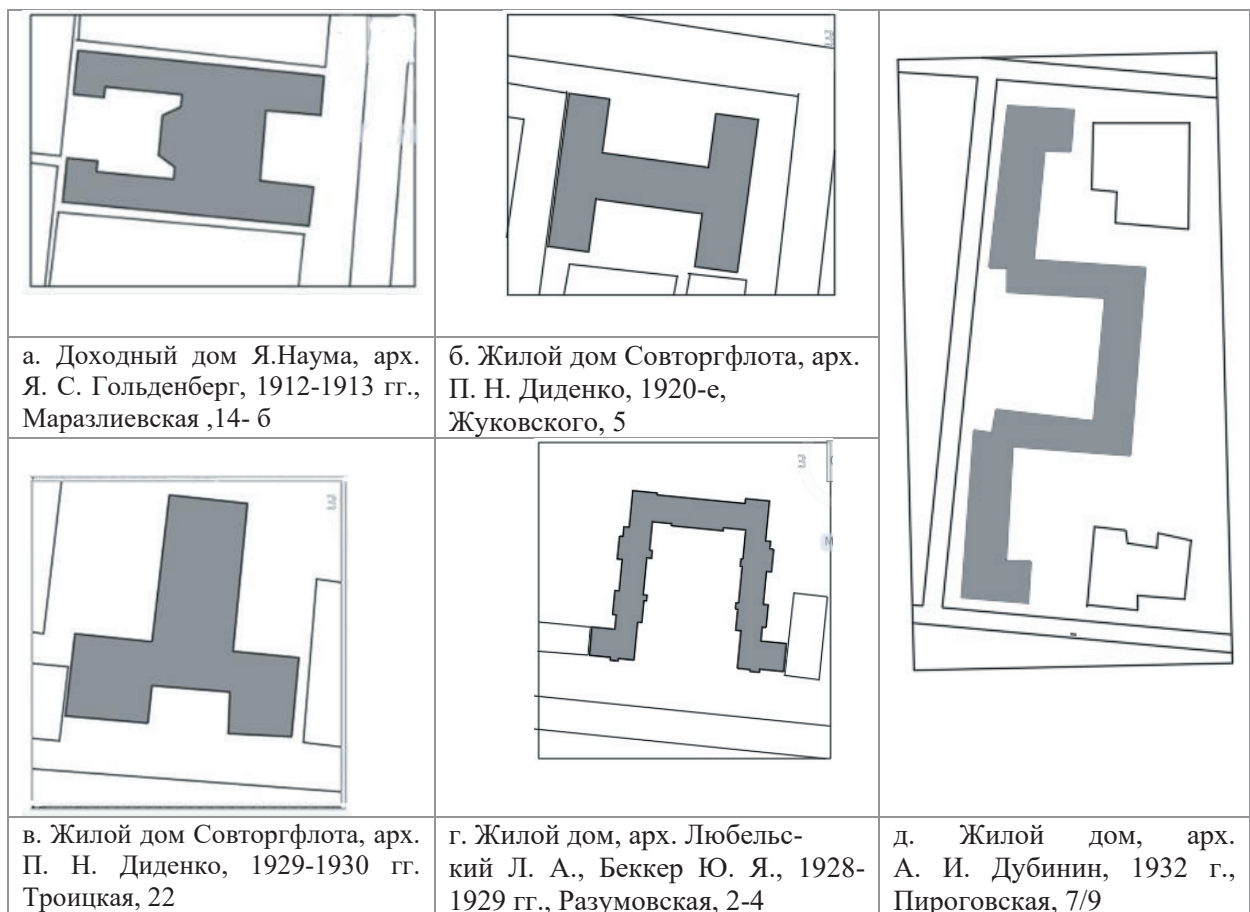 а. Доходный дом Я.Наума, арх.
Я. С. Гольденберг, 1912-1913 гг.,
Маразлиевская ,14- б
б. Жилой дом Совторгфлота, арх.
П. Н. Диденко, 1920-е,
Жуковского, 5
в. Жилой дом Совторгфлота, арх.
П. Н. Диденко, 1929-1930 гг.
Троицкая, 22
г. Жилой дом, арх. Любельс-
кий Л. А., Беккер Ю. Я., 1928-
1929 гг., Разумовская, 2-4
д. Жилой дом, арх.
А. И. Дубинин, 1932 г.,
Пироговская, 7/9